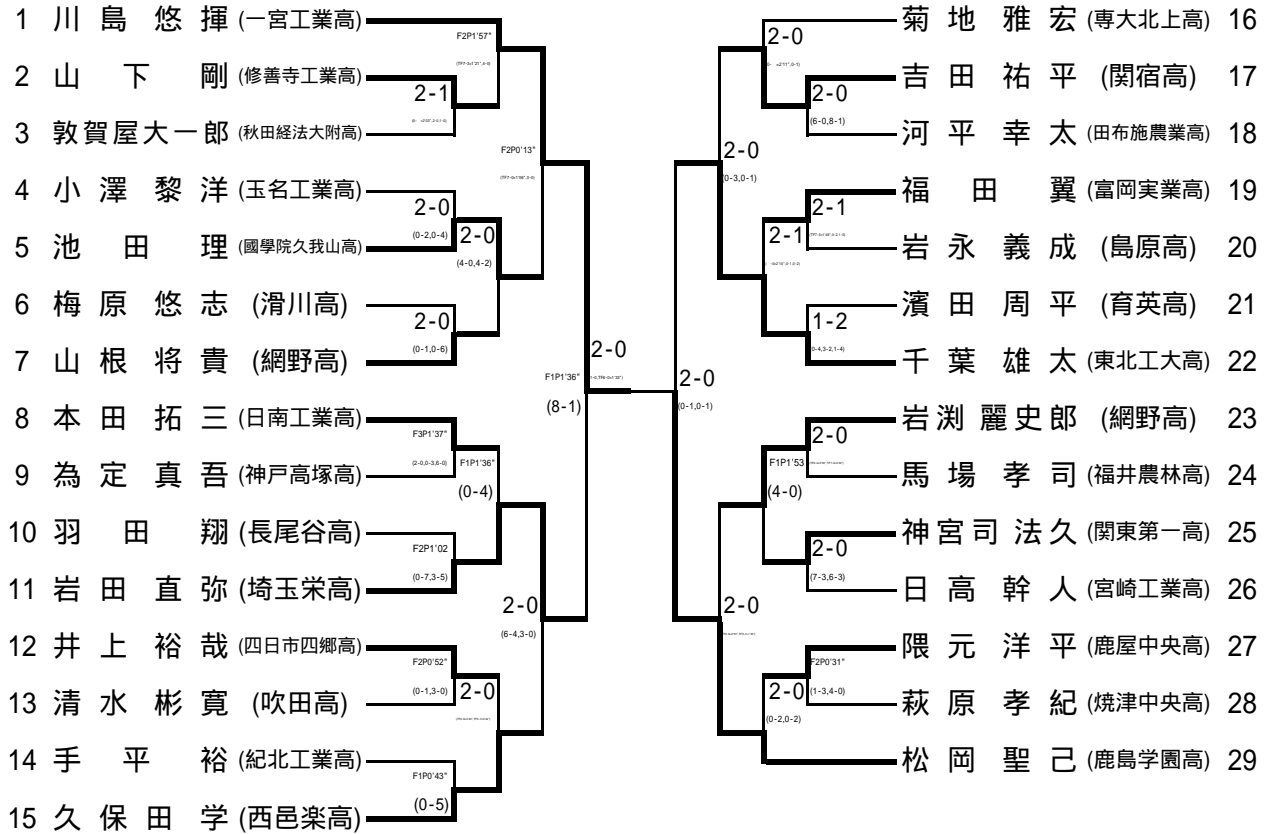 1 川島悠揮 (一宮工業高)
2 山下剛 (修善寺工業高)
3 敦賀屋大一郎 (秋田経法大附高)
4 小澤黎洋 (玉名工業高)
5 池田理 (國學院久我山高)
6 梅原悠志 (滑川高)
7 山根将貴 (網野高)
8 本田拓三 (日南工業高)
9 為定真吾 (神戸高塚高)
10 羽田翔 (長尾谷高)
11 岩田直弥 (埼玉栄高)
12 井上裕哉 (四日市四郷高)
13 清水彬寛 (吹田高)
14 手平裕 (紀北工業高)
15 久保田学 (西邑楽高)
F2P1'57"
2-1
F2P0'13"
2-0
(0-2,0-4)
2-0
(4-0,4-2)
2-0
(0-1,0-6)
F1P1'36"
(8-1)
2-0
F3P1'37"
(2-0,0-3,6-0)
F1P1'36"
(0-4)
F2P1'02
(0-7,3-5)
2-0
(6-4,3-0)
F2P0'52"
(0-1,3-0)
2-0
F1P0'43"
(0-5)
菊地雅宏 (専大北上高) 16
吉田祐平 (関宿高) 17
河平幸太 (田布施農業高) 18
福田翼 (富岡実業高) 19
岩永義成 (島原高) 20
濱田周平 (育英高) 21
千葉雄太 (東北工大高) 22
岩渕麗史郎 (網野高) 23
馬場孝司 (福井農林高) 24
神宮司法久 (関東第一高) 25
日高幹人 (宮崎工業高) 26
隈元洋平 (鹿屋中央高) 27
萩原孝紀 (焼津中央高) 28
松岡聖己 (鹿島学園高) 29
2-0
2-0
(6-0,8-1)
2-0
(0-3,0-1)
2-1
2-1
1-2
(0-4,3-2,1-4)
2-0
(0-1,0-1)
2-0
F1P1'53
(4-0)
2-0
(7-3,6-3)
2-0
F2P0'31"
(1-3,4-0)
2-0
(0-2,0-2)